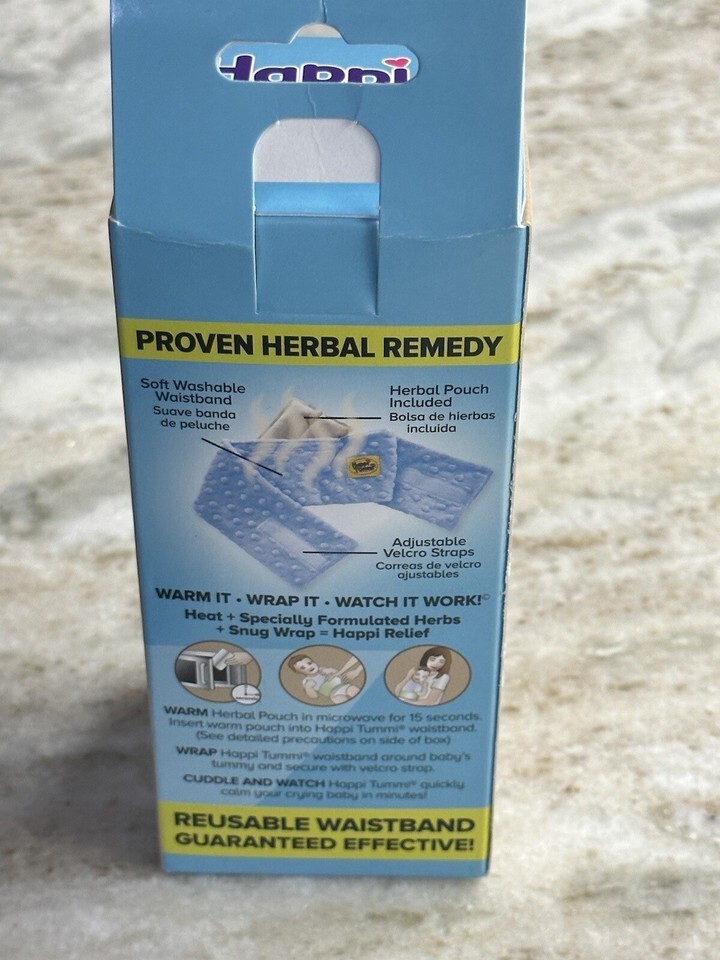 Happi
PROVEN HERBAL REMEDY
Soft Washable
Waistband
Suave banda
de peluche
Herbal Pouch
Included
Bolsa de hierbas
incluida
Adjustable
Velcro Straps
Correas de velcro
ajustables
WARM IT • WRAP IT • WATCH IT WORK!©
Heat + Specially Formulated Herbs
+ Snug Wrap = Happi Relief
WARM Herbal Pouch in microwave for 15 seconds.
Insert warm pouch into Happi Tummi® waistband.
(See detailed precautions on side of box)
WRAP Happi Tummi® waistband around baby's
tummy and secure with velcro strap.
CUDDLE AND WATCH Happi Tummi® quickly
calm your crying baby in minutes!
REUSABLE WAISTBAND
GUARANTEED EFFECTIVE!